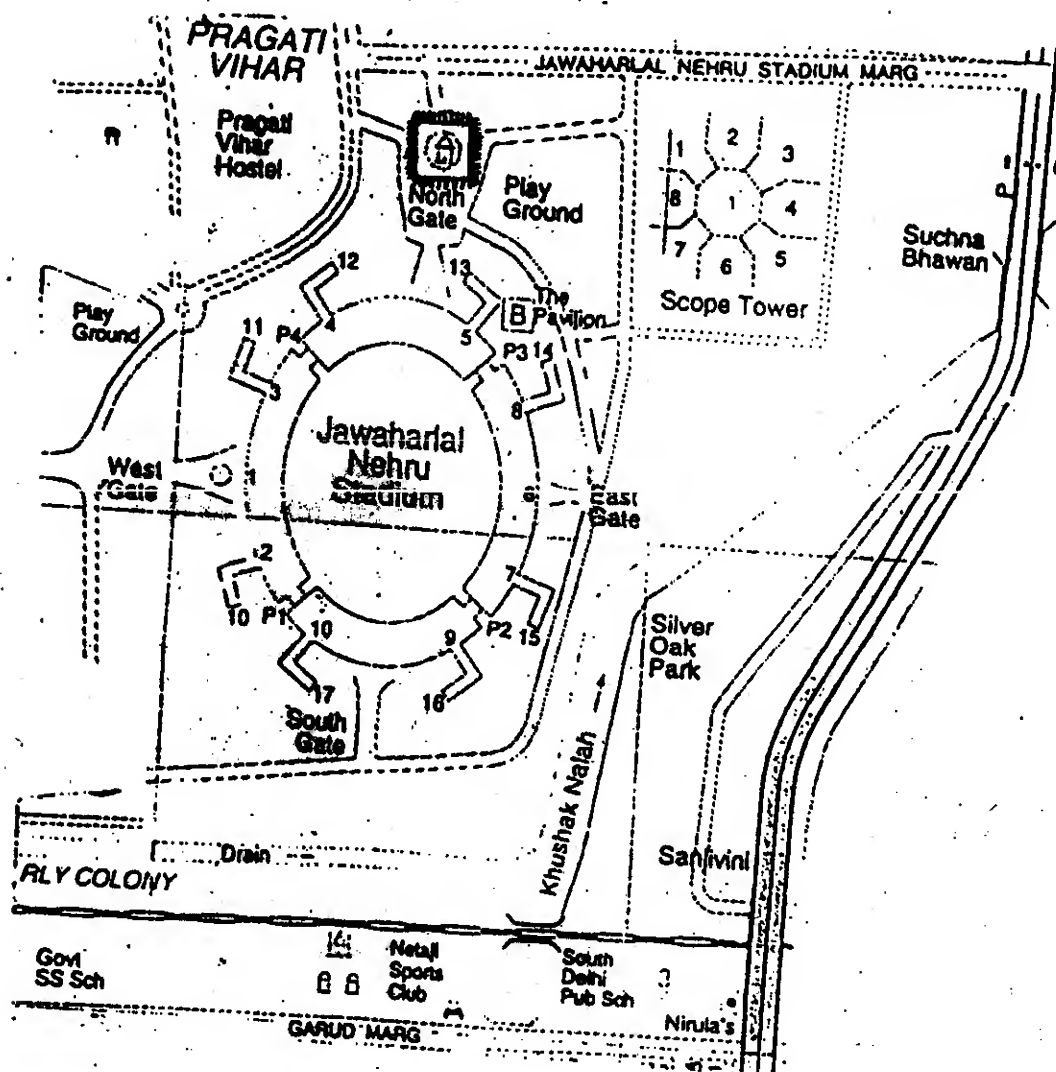 PRAGATI
VIHAR
JAWAHARLAL NEHRU STADIUM MARG
Pragati
Vihar
Hostel
North
Gate
Play
Ground
1
2
3
8
1
4
7
6
5
Scope Tower
Suchna
Bhawan
Play
Ground
12
13
The
Pavilion
11
P4
4
5
P3
14
3
8
Jawaharlal
Nehru
Stadium
West
Gate
1
6
East
Gate
2
10
P1
10
17
9
P2
7
15
16
South
Gate
Silver
Oak
Park
Khushak Nalah
Drain
Sanjivini
RLY COLONY
Govt
SS Sch
Netaji
Sports
Club
South
Delhi
Pub Sch
Nirula's
GARUD MARG